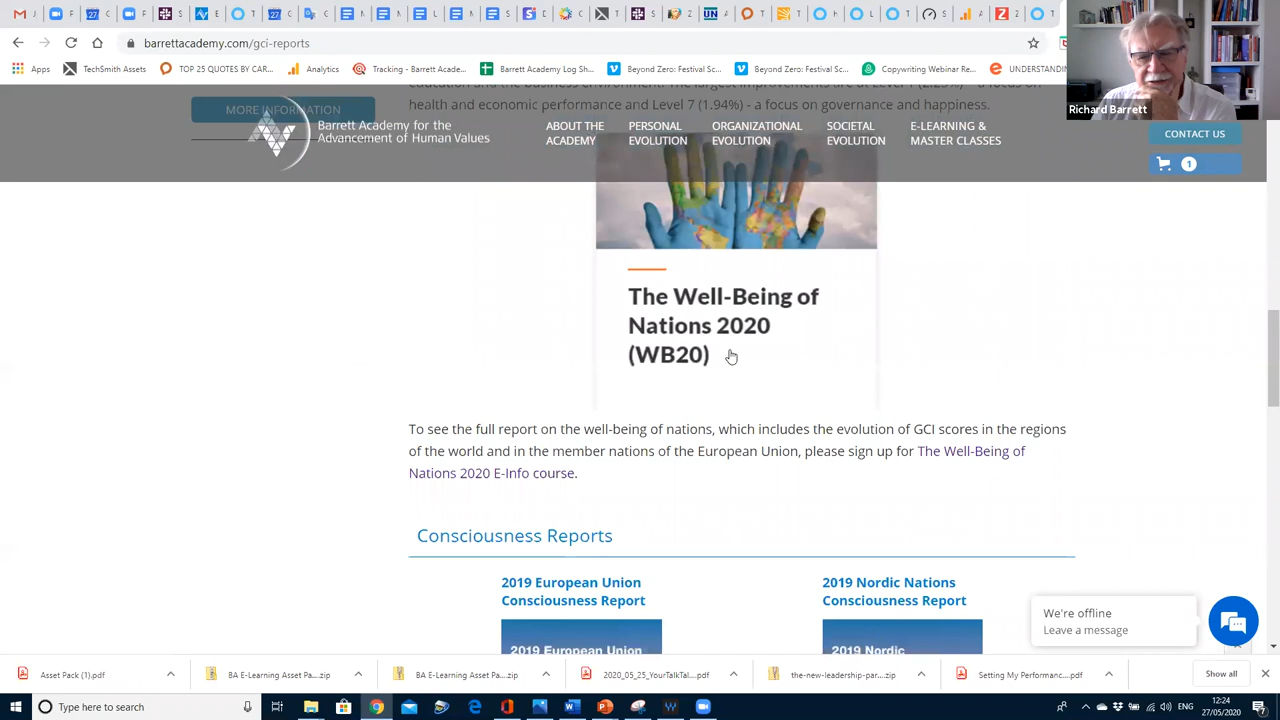 barrettacademy.com/gci-reports
Apps
TechSmith Assets
TOP 25 QUOTES BY CAR...
Analytics
Tracking - Barrett Acade...
Barrett Academy Log Sh...
Beyond Zero: Festival Sc...
Beyond Zero: Festival Sc...
Copywriting Webinar Re...
UNDERSTANDING
Richard Barrett
health and economic performance and Level 7 (1.94%) - a focus on governance and happiness.
MORE INFORMATION
Barrett Academy for the
Advancement of Human Values
ABOUT THE
ACADEMY
PERSONAL
EVOLUTION
ORGANIZATIONAL
EVOLUTION
SOCIETAL
EVOLUTION
E-LEARNING &
MASTER CLASSES
CONTACT US
1
The Well-Being of
Nations 2020
(WB20)
To see the full report on the well-being of nations, which includes the evolution of GCI scores in the regions
of the world and in the member nations of the European Union, please sign up for The Well-Being of
Nations 2020 E-Info course.
Consciousness Reports
2019 European Union
Consciousness Report
2019 Nordic Nations
Consciousness Report
2019 European Union
2019 Nordic
We're offline
Leave a message
Asset Pack (1).pdf
BA E-Learning Asset Pa....zip
BA E-Learning Asset Pa....zip
2020_05_25_YourTalkTal....pdf
the-new-leadership-par....zip
Setting My Performanc....pdf
Show all
Type here to search
ENG
12:24
27/05/2020